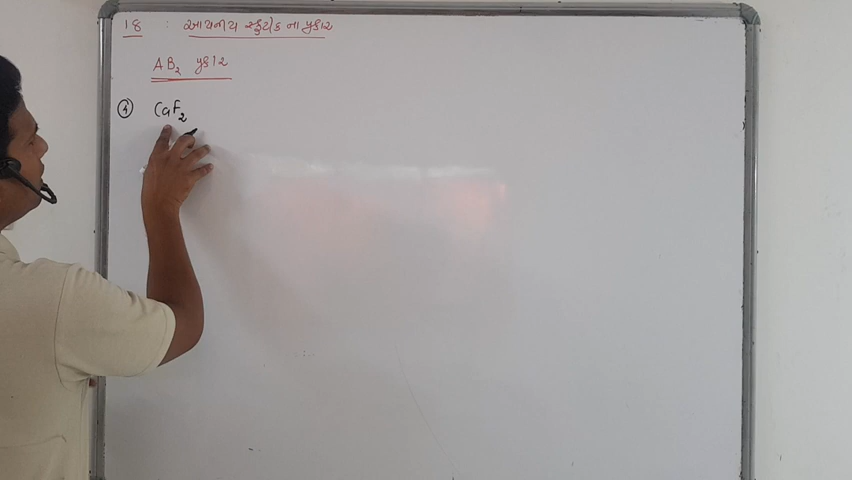 18 : આયનીય સ્ફટીક ના પ્રકાર
AB₂ પ્રકાર
(1) CaF₂